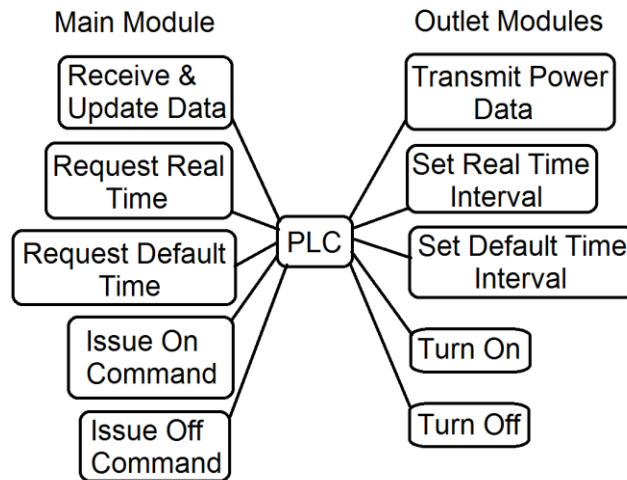 Main Module
Outlet Modules
Receive &
Update Data
Transmit Power
Data
Request Real
Time
Set Real Time
Interval
PLC
Request Default
Time
Set Default Time
Interval
Issue On
Command
Turn On
Issue Off
Command
Turn Off